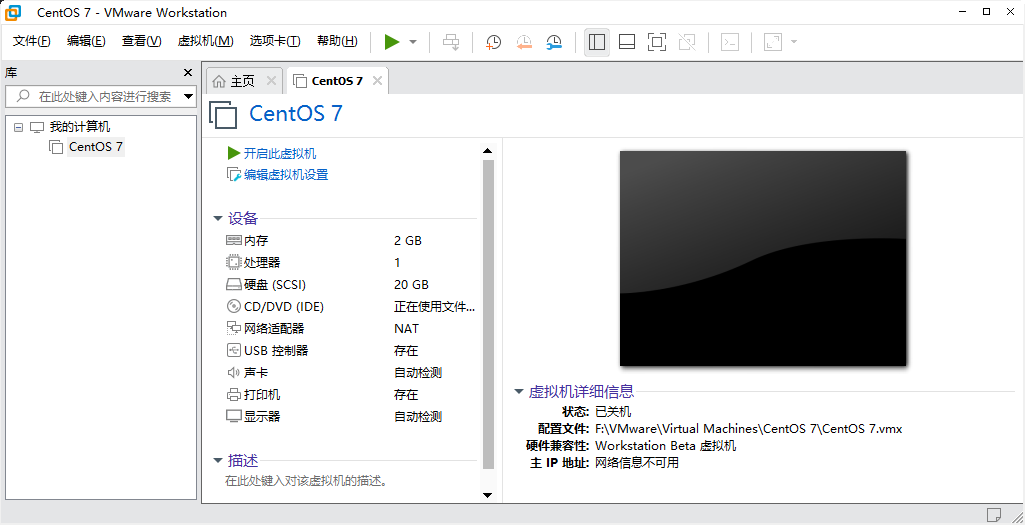 CentOS 7 - VMware Workstation
文件(F) 编辑(E) 查看(V) 虚拟机(M) 选项卡(T) 帮助(H)
库
在此处键入内容进行搜索
我的计算机
CentOS 7
主页 CentOS 7
CentOS 7
开启此虚拟机
编辑虚拟机设置
设备
内存 2 GB
处理器 1
硬盘 (SCSI) 20 GB
CD/DVD (IDE) 正在使用文件...
网络适配器 NAT
USB 控制器 存在
声卡 自动检测
打印机 存在
显示器 自动检测
描述
在此处键入对该虚拟机的描述。
虚拟机详细信息
状态: 已关机
配置文件: F:\VMware\Virtual Machines\CentOS 7\CentOS 7.vmx
硬件兼容性: Workstation Beta 虚拟机
主 IP 地址: 网络信息不可用